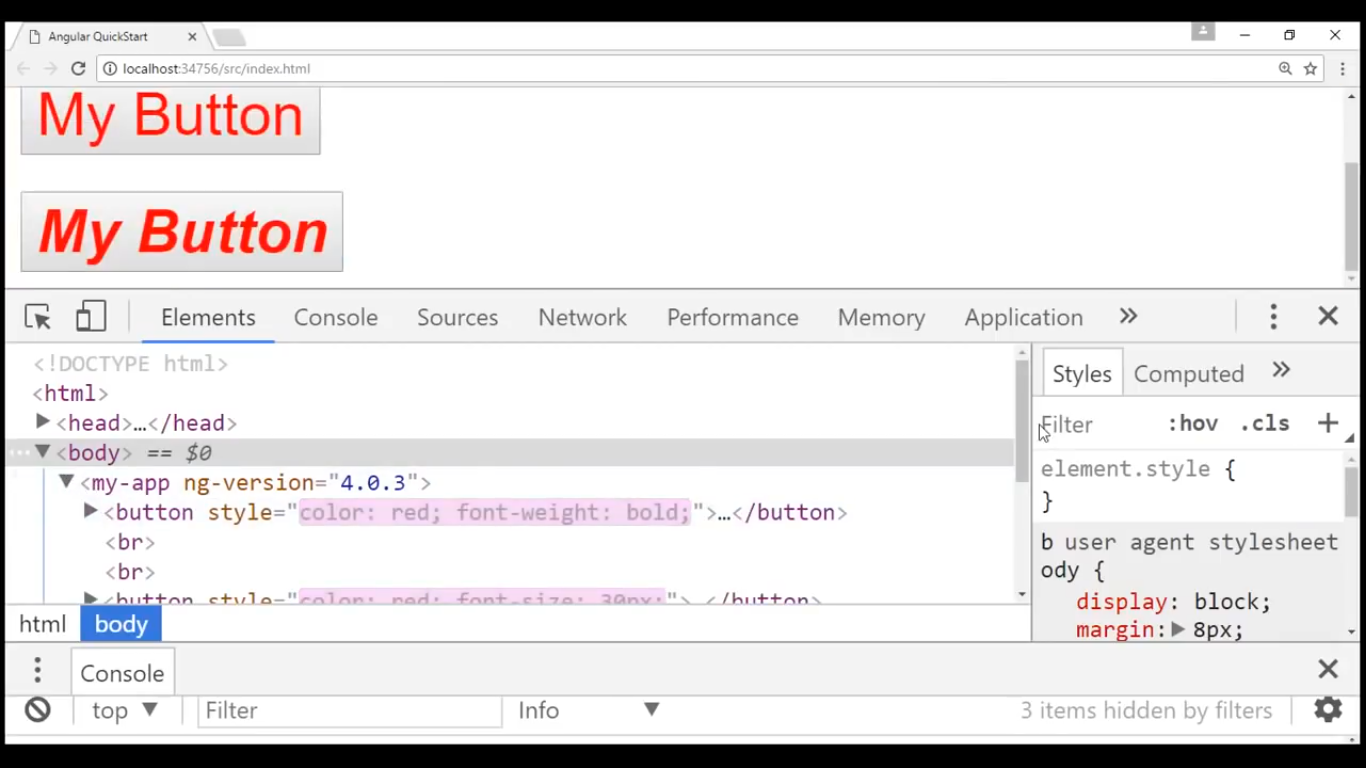 Angular QuickStart
localhost:34756/src/index.html
My Button
My Button
Elements Console Sources Network Performance Memory Application »
<!DOCTYPE html>
<html>
<head>…</head>
<body> == $0
<my-app ng-version="4.0.3">
<button style="color: red; font-weight: bold;">…</button>
<br>
<br>
<button style="color: red; font-size: 30px;">…</button>
html body
Styles Computed »
Filter :hov .cls +
element.style {
}
b user agent stylesheet
ody {
display: block;
margin: 8px;
Console
top Filter Info 3 items hidden by filters